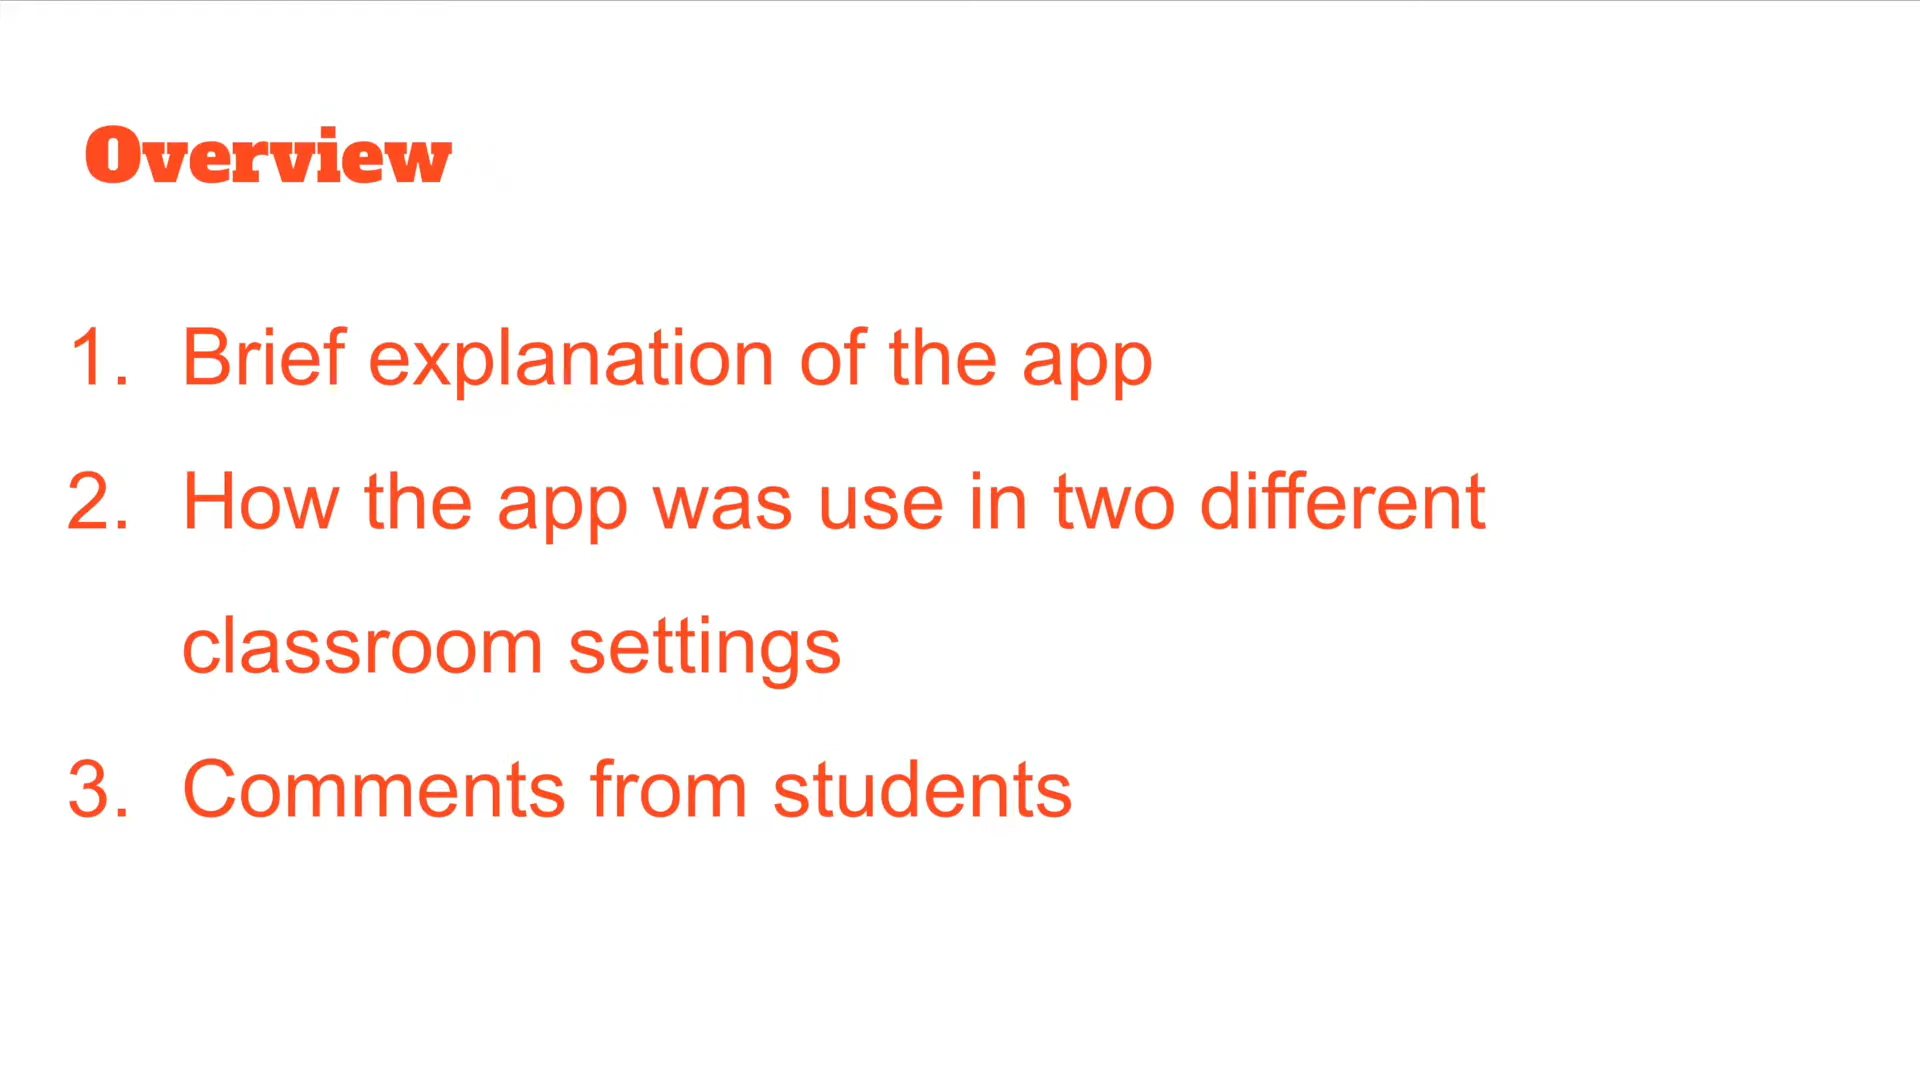 Overview
1. Brief explanation of the app
2. How the app was use in two different
classroom settings
3. Comments from students